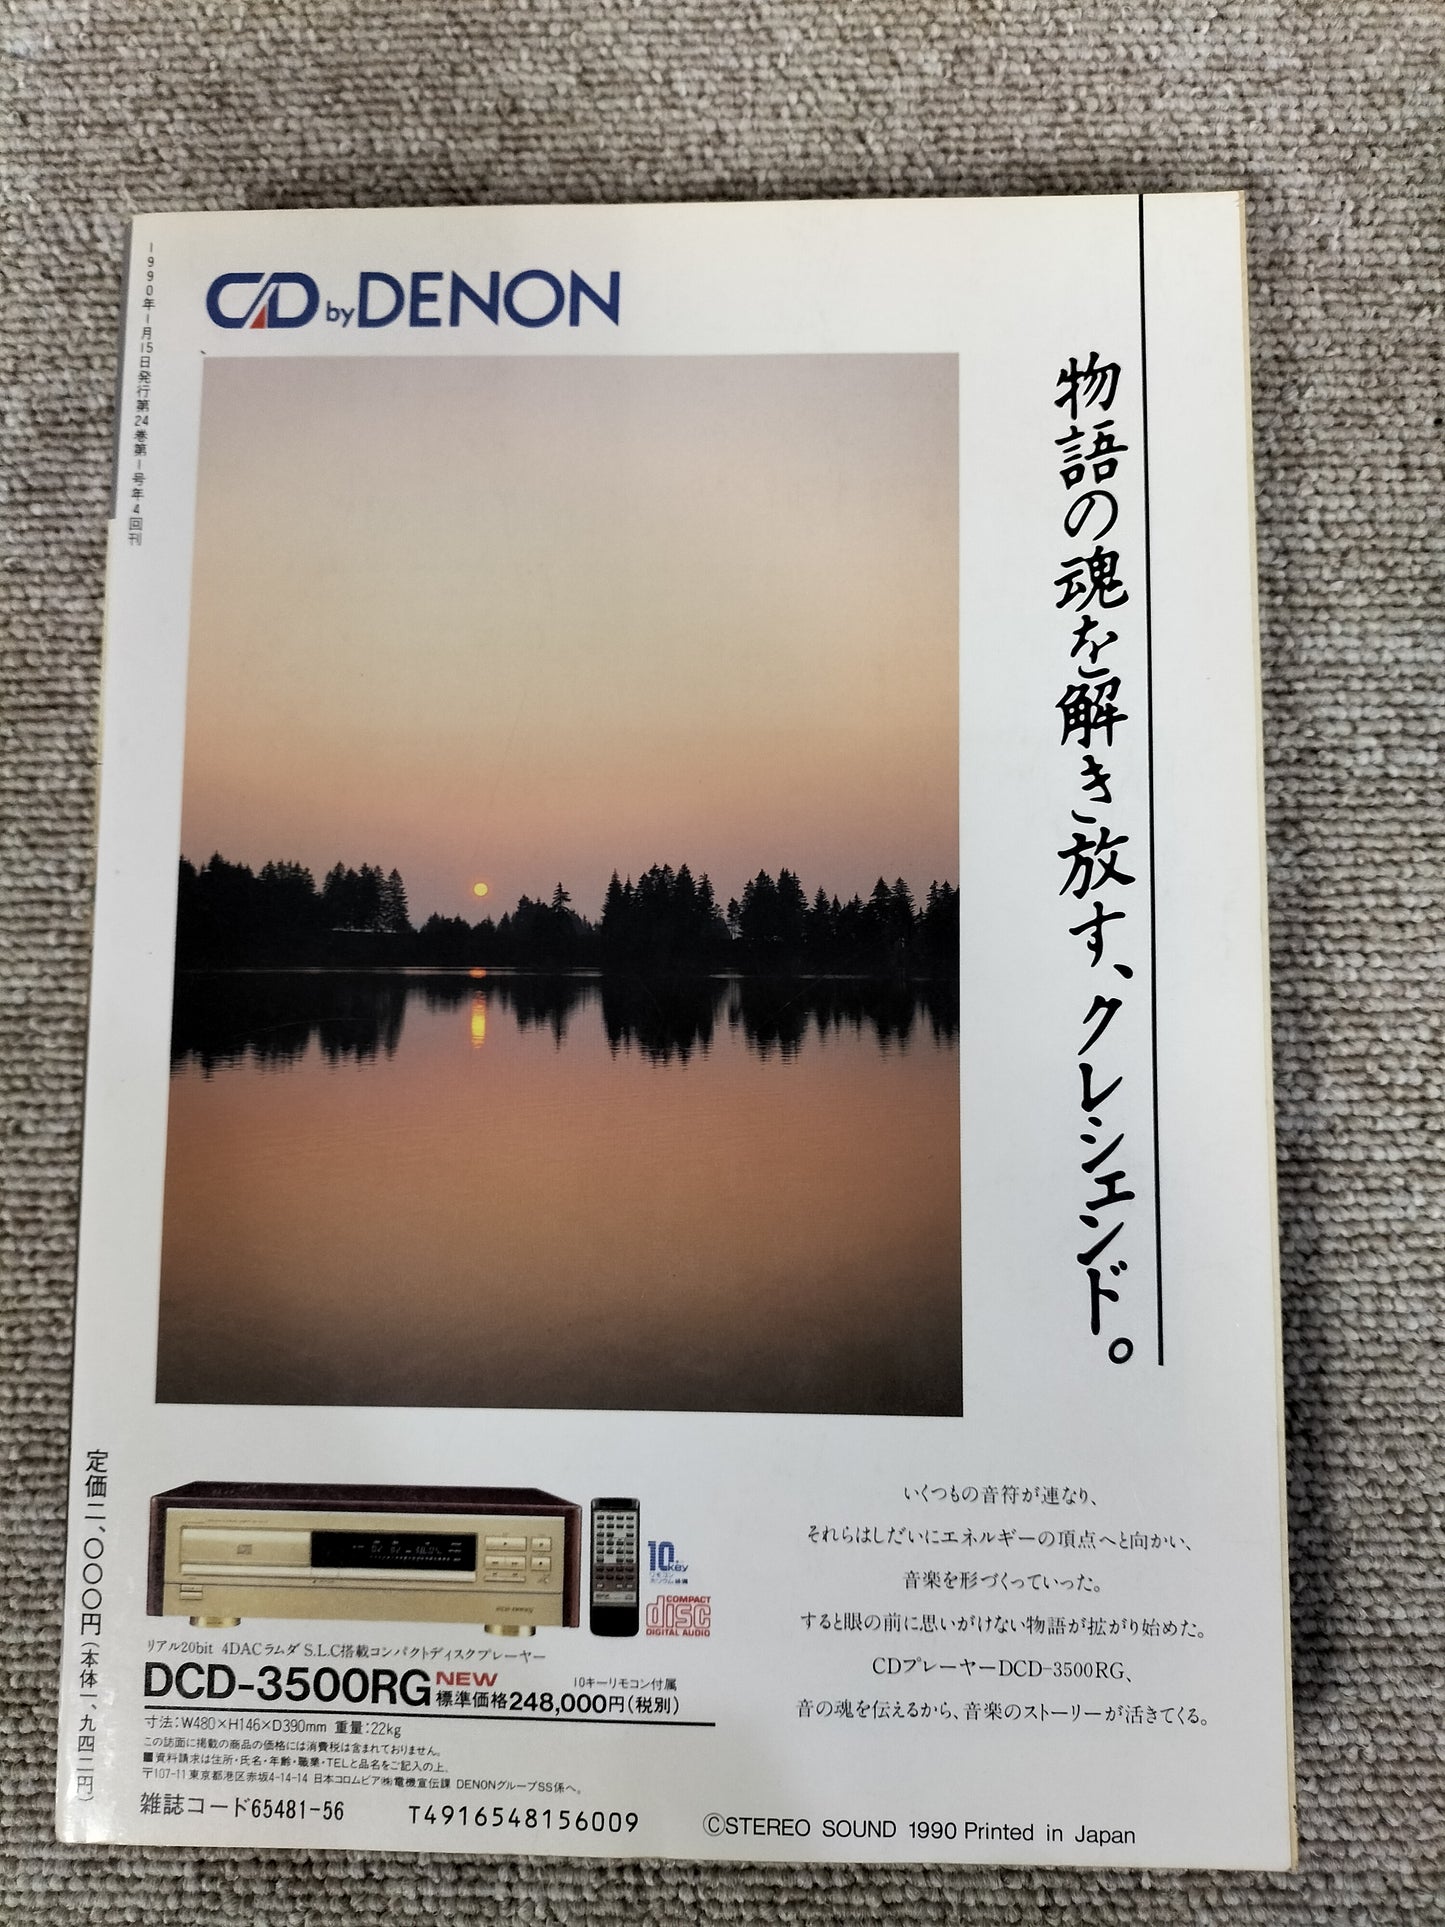 CD by DENON
1990年1月15日発行第24巻第1号年4回刊
物語の魂を解き放す、クレシェンド。
いくつもの音符が連なり、
それらはしだいにエネルギーの頂点へと向かい、
音楽を形づくっていった。
すると眼の前に思いがけない物語が拡がり始めた。
CDプレーヤーDCD-3500RG、
音の魂を伝えるから、音楽のストーリーが活きてくる。
10key
COMPACT
disc
DIGITAL AUDIO
リアル20bit 4DACラムダ S.L.C搭載コンパクトディスクプレーヤー
DCD-3500RG NEW 10キーリモコン付属
標準価格248,000円(税別)
寸法:W480×H146×D390mm 重量:22kg
この誌面に掲載の商品の価格には消費税は含まれておりません。
■資料請求は住所・氏名・年齢・職業・TELと品名をご記入の上、
〒107-11 東京都港区赤坂4-14-14 日本コロムビア㈱電機宣伝課 DENONグループSS係へ。
定価二、〇〇〇円(本体一、九四二円)
雑誌コード65481-56 T4916548156009
©STEREO SOUND 1990 Printed in Japan